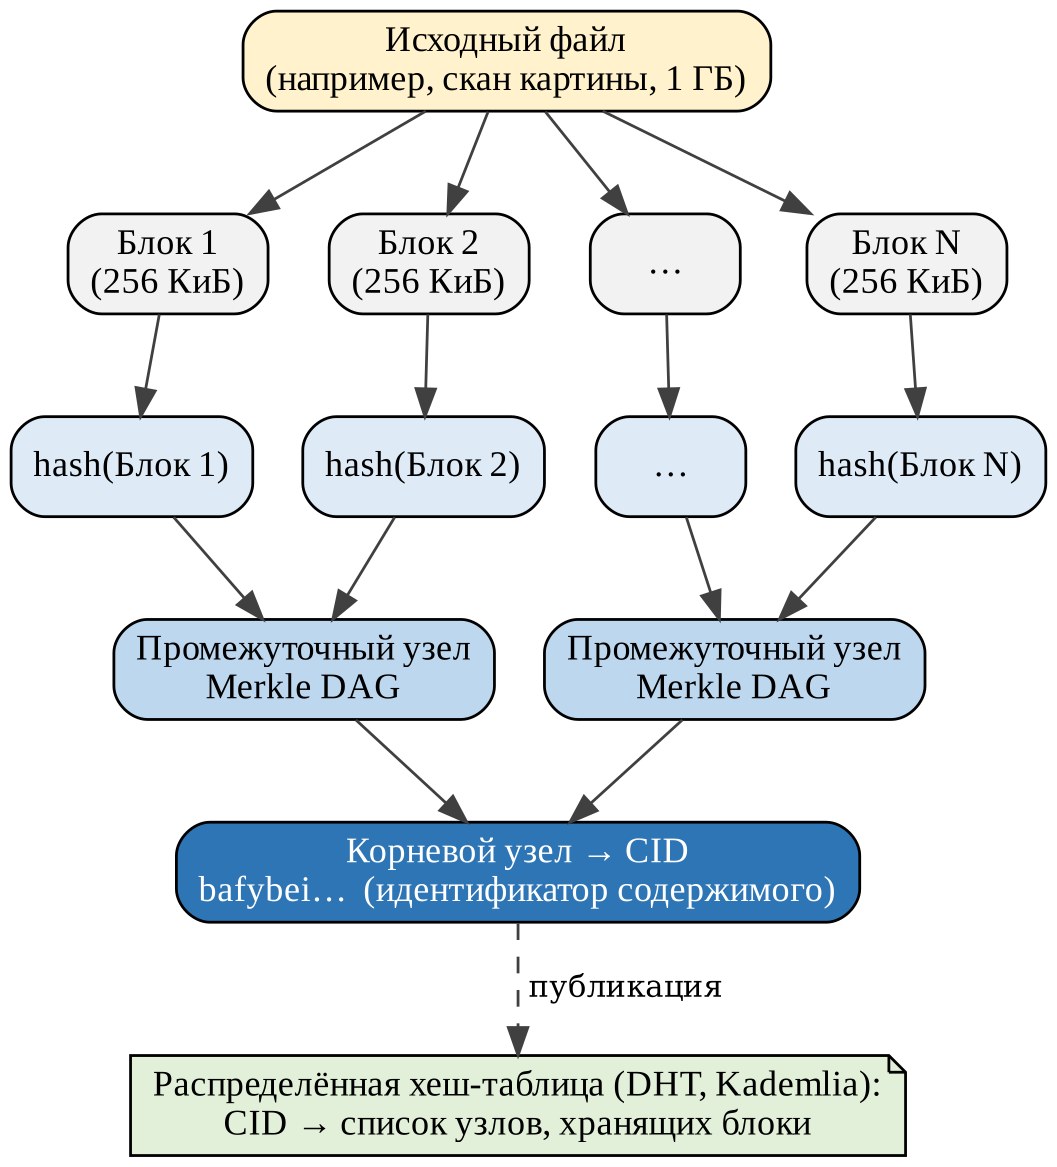 Исходный файл
(например, скан картины, 1 ГБ)
Блок 1
(256 КиБ)
Блок 2
(256 КиБ)
…
Блок N
(256 КиБ)
hash(Блок 1)
hash(Блок 2)
…
hash(Блок N)
Промежуточный узел
Merkle DAG
Промежуточный узел
Merkle DAG
Корневой узел → CID
bafybei… (идентификатор содержимого)
публикация
Распределённая хеш-таблица (DHT, Kademlia):
CID → список узлов, хранящих блоки